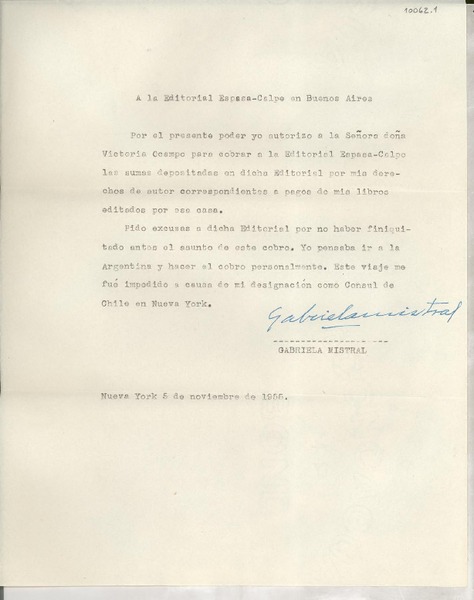 10062.1
A la Editorial Espasa-Calpe en Buenos Aires
Por el presente poder yo autorizo a la Señora doña
Victoria Ocampo para cobrar a la Editorial Espasa-Calpe
las sumas depositadas en dicha Editorial por mis dere-
chos de autor correspondientes a pagos de mis libros
editados por esa casa.
Pido excusas a dicha Editorial por no haber finiqui-
tado antes el asunto de este cobro. Yo pensaba ir a la
Argentina y hacer el cobro personalmente. Este viaje me
fué impedido a causa de mi designación como Consul de
Chile en Nueva York.
Gabriela Mistral
GABRIELA MISTRAL
Nueva York 5 de noviembre de 1955.